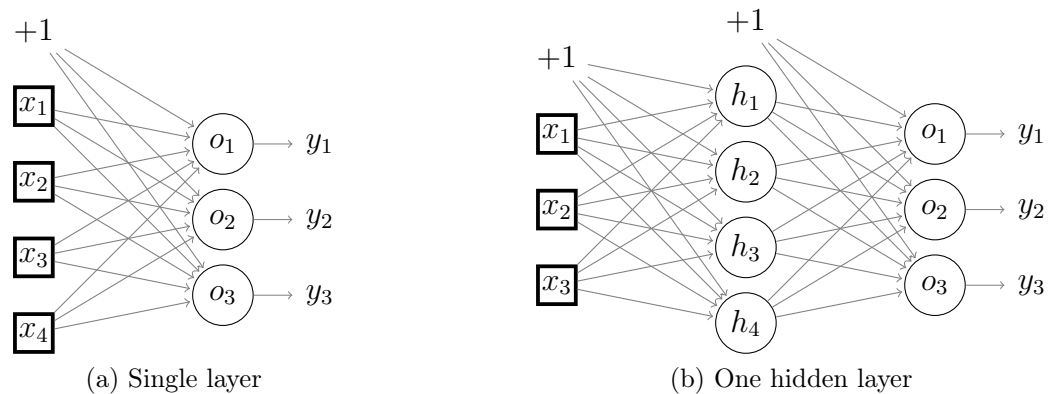 +1
x₁
x₂
x₃
x₄
o₁
o₂
o₃
y₁
y₂
y₃
(a) Single layer
+1
x₁
x₂
x₃
+1
h₁
h₂
h₃
h₄
o₁
o₂
o₃
y₁
y₂
y₃
(b) One hidden layer